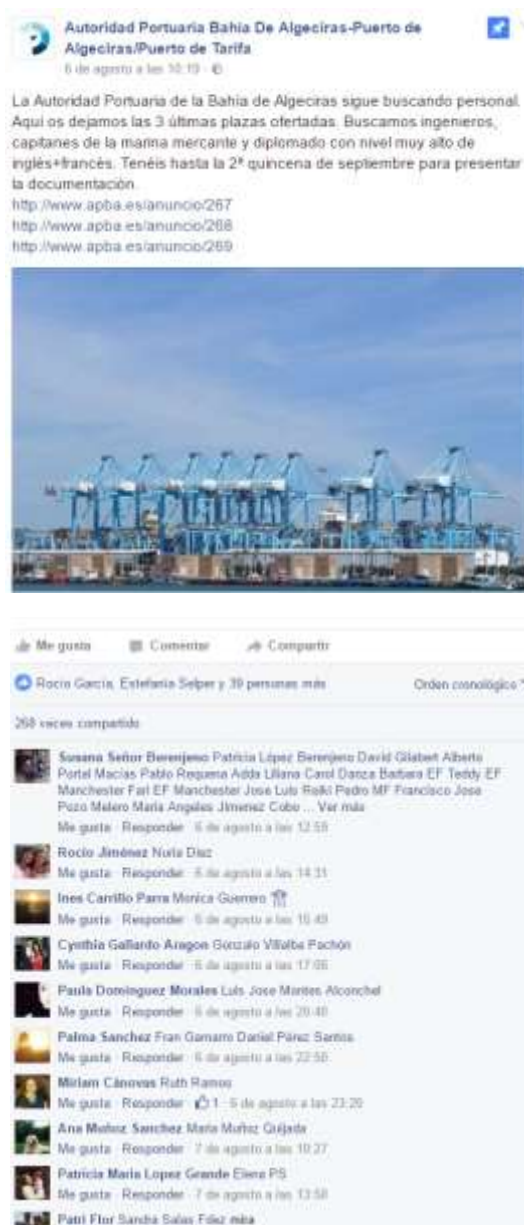 Autoridad Portuaria Bahía De Algeciras-Puerto de
Algeciras/Puerto de Tarifa
6 de agosto a las 10:19
La Autoridad Portuaria de la Bahía de Algeciras sigue buscando personal.
Aquí os dejamos las 3 últimas plazas ofertadas. Buscamos ingenieros,
capitanes de la marina mercante y diplomado con nivel muy alto de
inglés+francés. Tenéis hasta la 2ª quincena de septiembre para presentar
la documentación.
http://www.apba.es/anuncio/267
http://www.apba.es/anuncio/268
http://www.apba.es/anuncio/269
Me gusta Comentar Compartir
Rocio García, Estefania Selper y 39 personas más Orden cronológico
268 veces compartido
Susana Señor Berenjeno Patricia López Berenjeno David Gilabert Alberto
Portal Macias Pablo Requena Adda Liliana Carol Danza Barbara EF Teddy EF
Manchester Fari EF Manchester Jose Luis Reiki Pedro MF Francisco Jose
Pozo Melero Maria Angeles Jimenez Cobo ... Ver más
Me gusta · Responder · 6 de agosto a las 12:59
Rocío Jiménez Nuria Diaz
Me gusta · Responder · 6 de agosto a las 14:31
Ines Carrillo Parra Monica Guerrero
Me gusta · Responder · 6 de agosto a las 16:49
Cynthia Gallardo Aragon Gonzalo Villalba Pachón
Me gusta · Responder · 6 de agosto a las 17:06
Paula Dominguez Morales Luis Jose Montes Alconchel
Me gusta · Responder · 6 de agosto a las 20:48
Palma Sanchez Fran Gamarro Daniel Pérez Santos
Me gusta · Responder · 6 de agosto a las 22:50
Miriam Cánovas Ruth Ramos
Me gusta · Responder · 1 · 6 de agosto a las 23:20
Ana Muñoz Sanchez Maria Muñoz Quijada
Me gusta · Responder · 7 de agosto a las 10:27
Patricia Maria Lopez Grande Elena PS
Me gusta · Responder · 7 de agosto a las 13:58
Patri Flor Sandra Salas Fdez mira